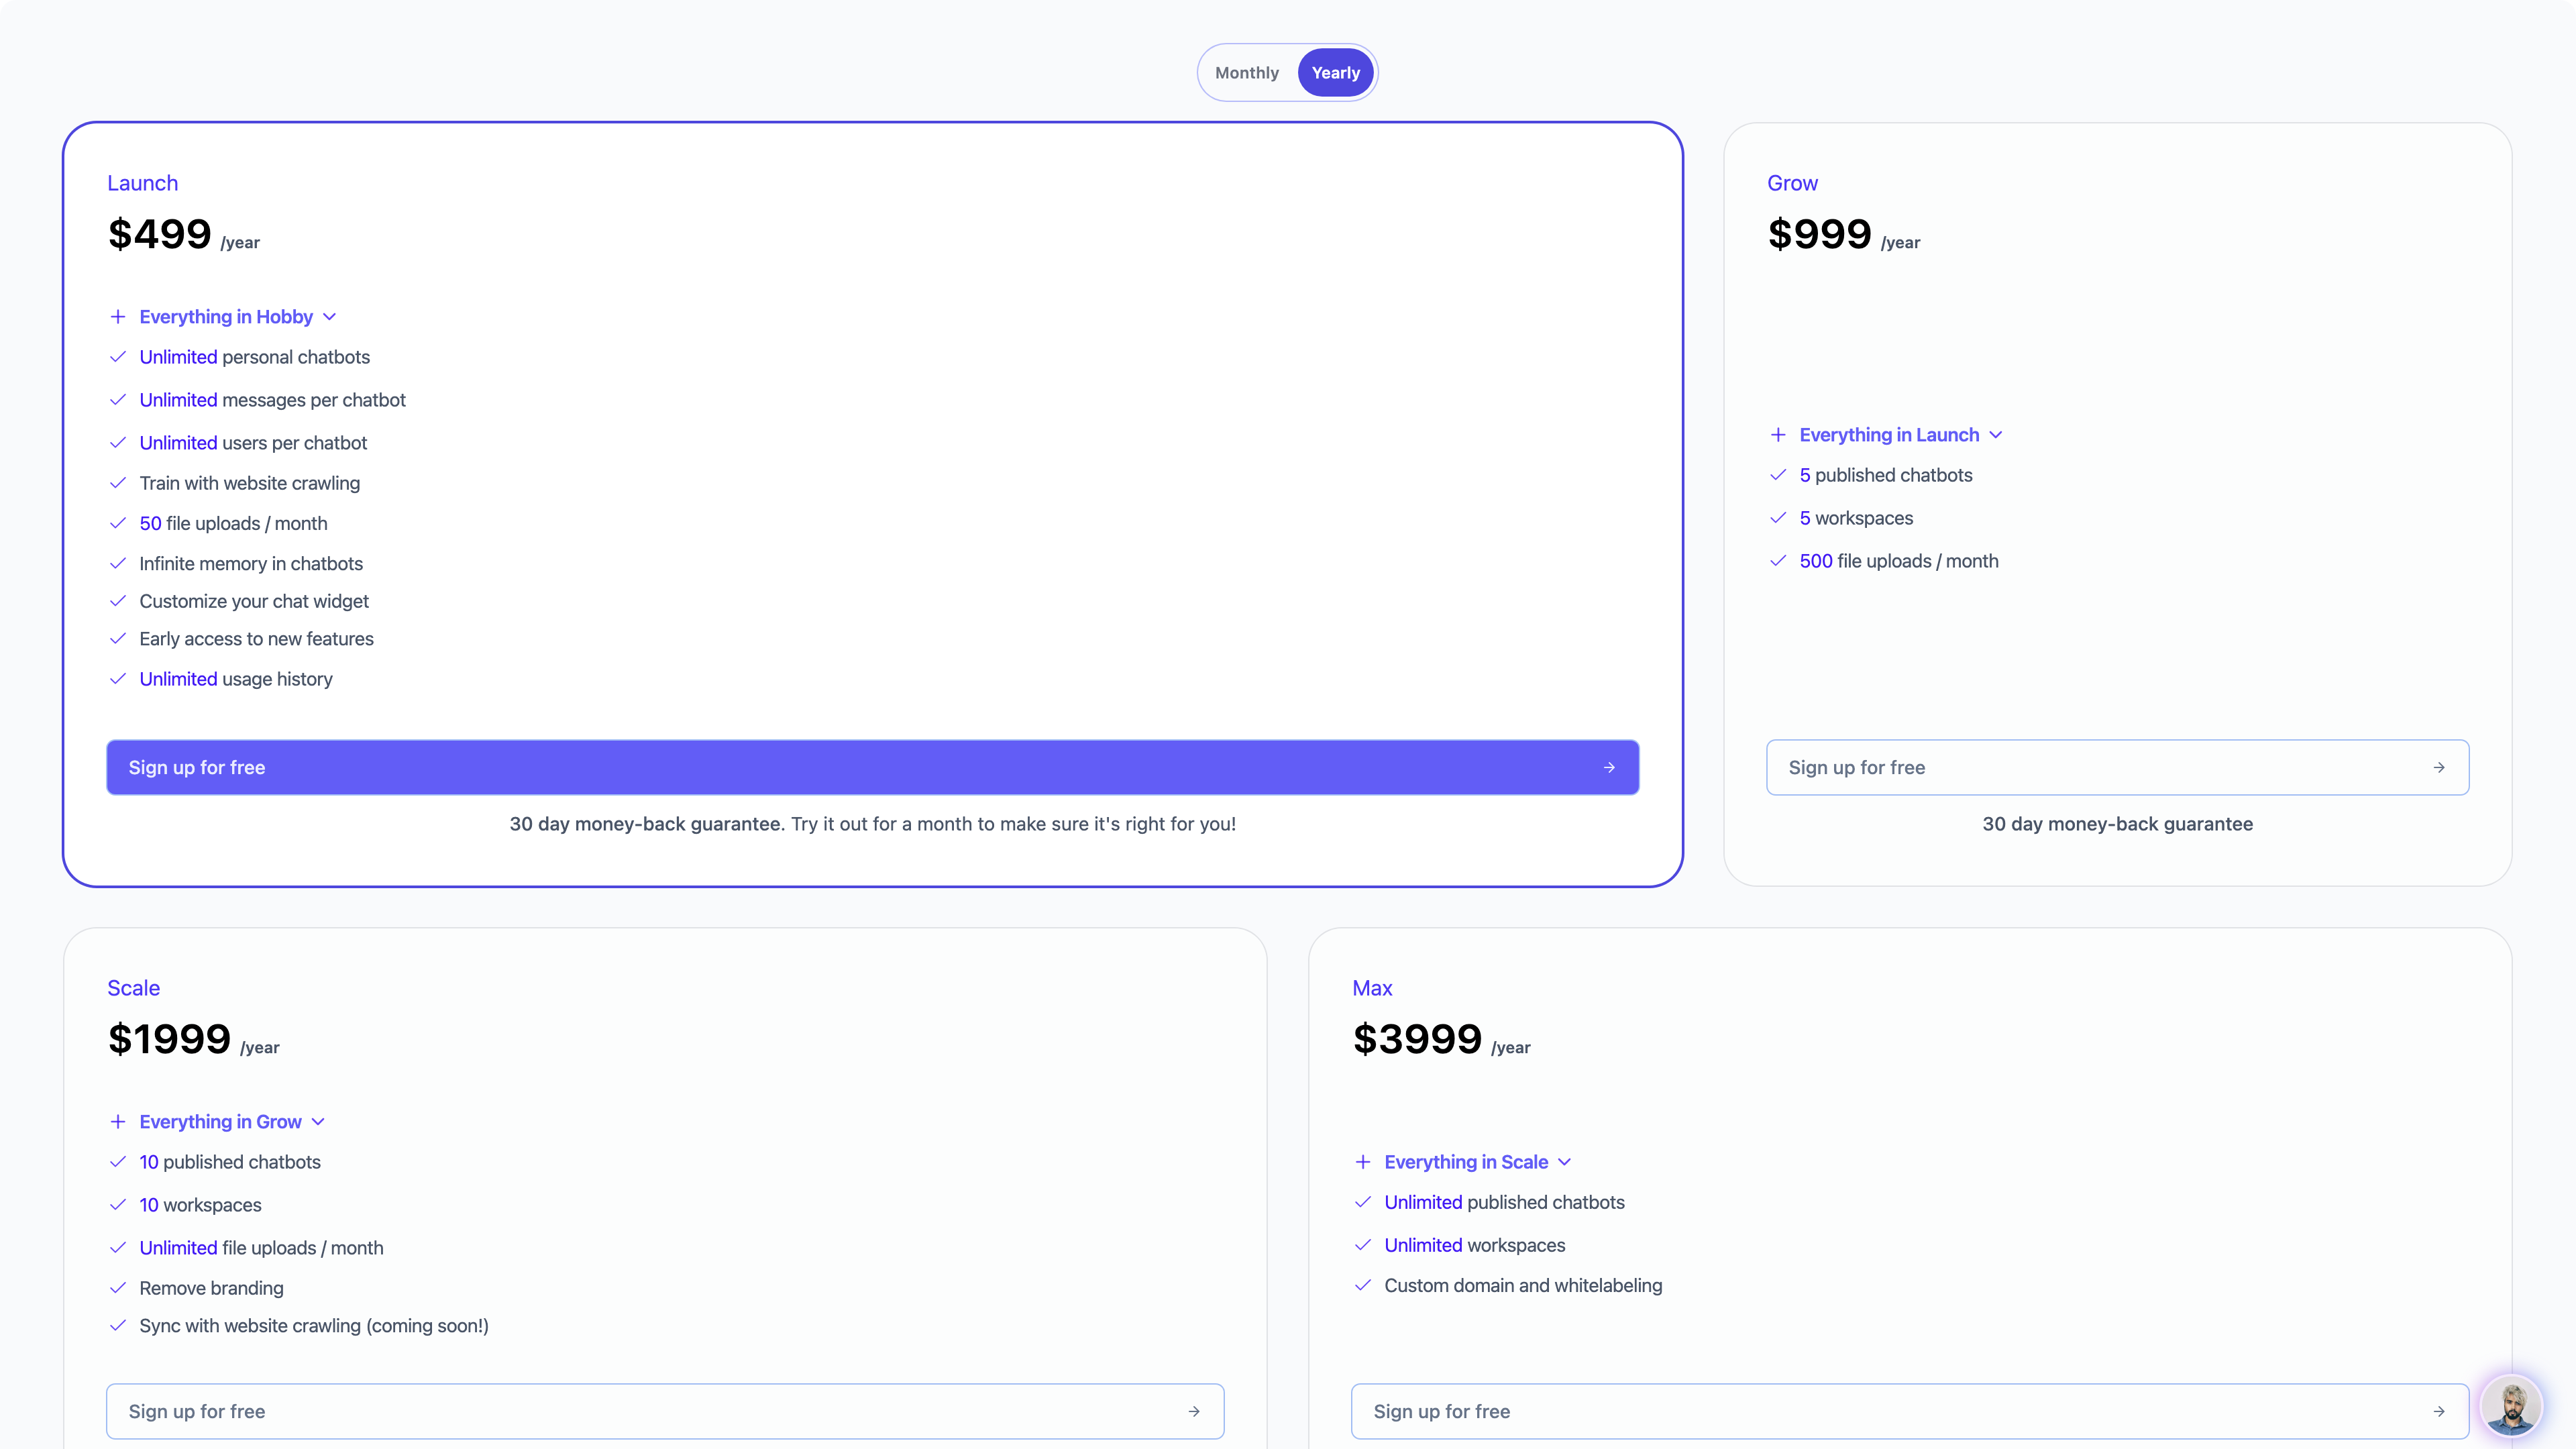 Monthly Yearly
Launch
$499 /year
Everything in Hobby
Unlimited personal chatbots
Unlimited messages per chatbot
Unlimited users per chatbot
Train with website crawling
50 file uploads / month
Infinite memory in chatbots
Customize your chat widget
Early access to new features
Unlimited usage history
Sign up for free
30 day money-back guarantee. Try it out for a month to make sure it's right for you!
Grow
$999 /year
Everything in Launch
5 published chatbots
5 workspaces
500 file uploads / month
Sign up for free
30 day money-back guarantee
Scale
$1999 /year
Everything in Grow
10 published chatbots
10 workspaces
Unlimited file uploads / month
Remove branding
Sync with website crawling (coming soon!)
Sign up for free
Max
$3999 /year
Everything in Scale
Unlimited published chatbots
Unlimited workspaces
Custom domain and whitelabeling
Sign up for free